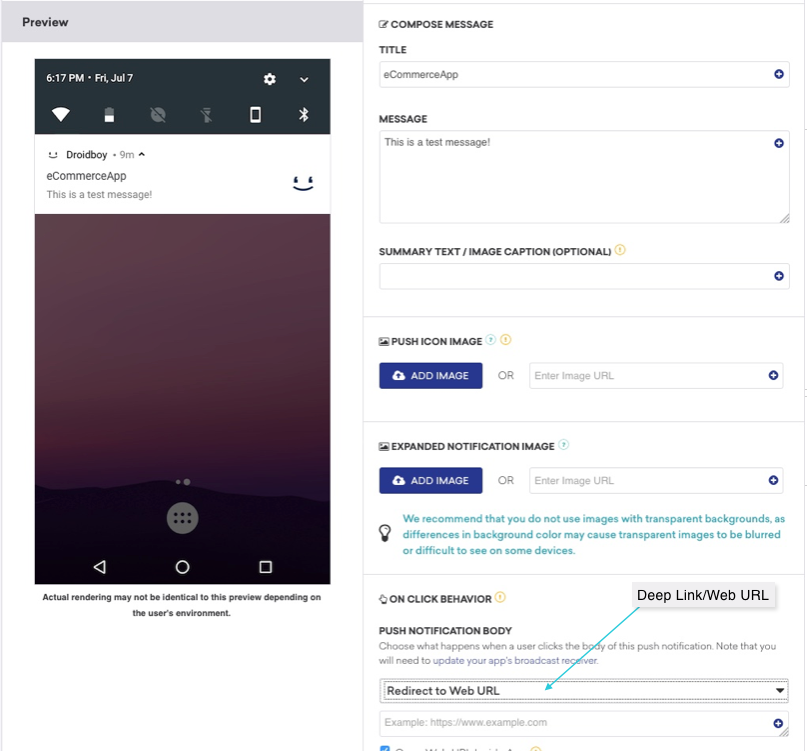 Preview
6:17 PM • Fri, Jul 7
Droidboy • 9m
eCommerceApp
This is a test message!
Actual rendering may not be identical to this preview depending on
the user's environment.
COMPOSE MESSAGE
TITLE
eCommerceApp
MESSAGE
This is a test message!
SUMMARY TEXT / IMAGE CAPTION (OPTIONAL)
PUSH ICON IMAGE
ADD IMAGE OR Enter Image URL
EXPANDED NOTIFICATION IMAGE
ADD IMAGE OR Enter Image URL
We recommend that you do not use images with transparent backgrounds, as
differences in background color may cause transparent images to be blurred
or difficult to see on some devices.
ON CLICK BEHAVIOR
Deep Link/Web URL
PUSH NOTIFICATION BODY
Choose what happens when a user clicks the body of this push notification. Note that you
will need to update your app's broadcast receiver.
Redirect to Web URL
Example: https://www.example.com